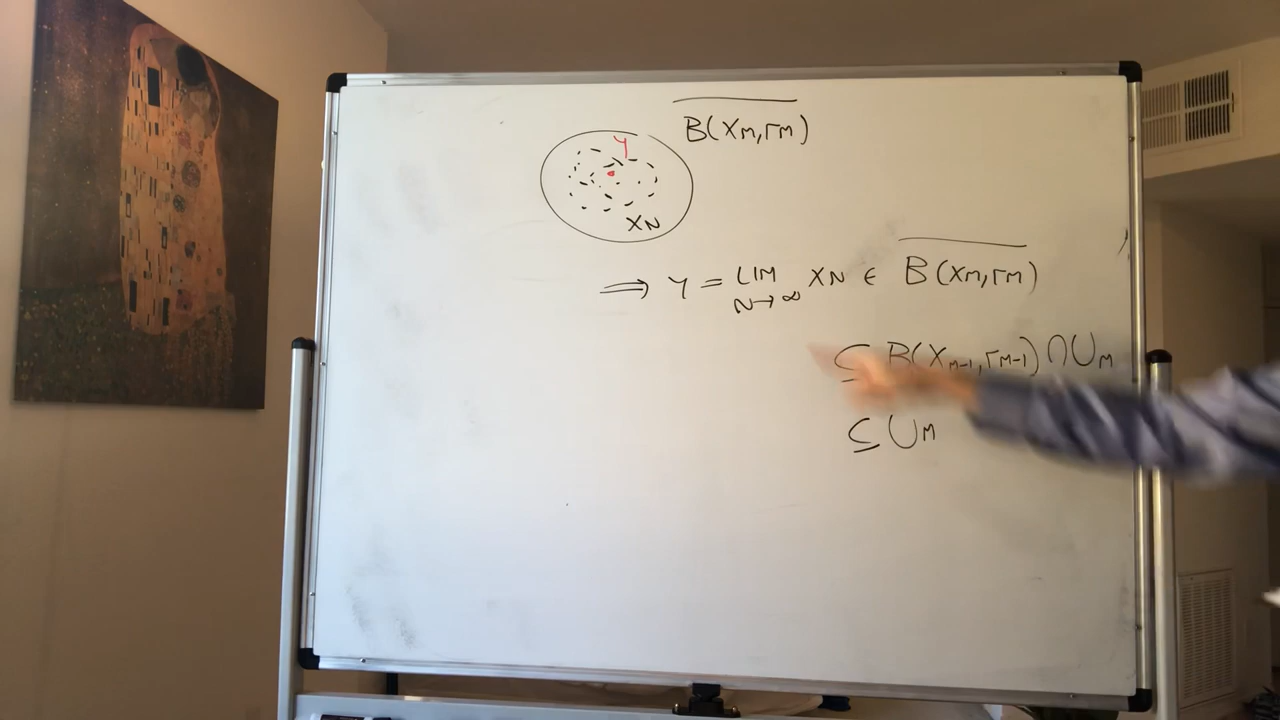 B(XM,rM)
Y
XN
⟹ Y = LIM XN ∈ B(XM,rM)
N→∞
⊆ B(XM-1,rM-1) ∩ UM
⊆ UM